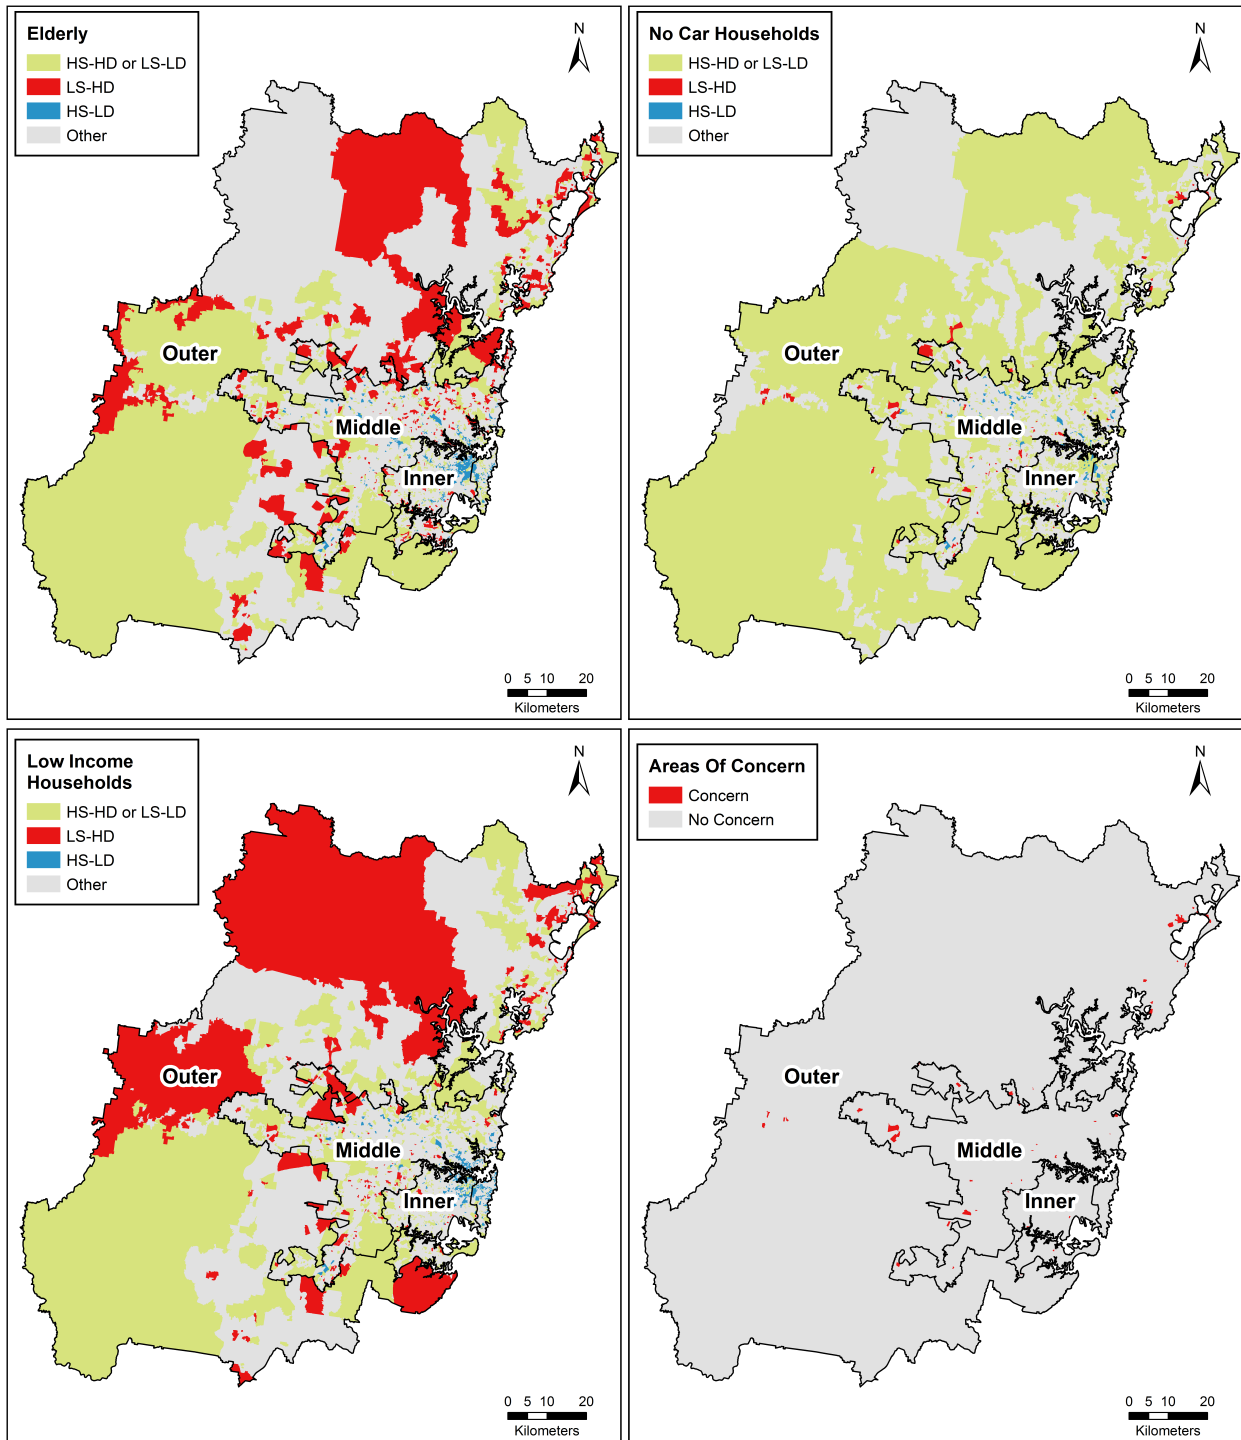 Elderly
HS-HD or LS-LD
LS-HD
HS-LD
Other
N
Outer
Middle
Inner
0 5 10 20
Kilometers
No Car Households
HS-HD or LS-LD
LS-HD
HS-LD
Other
N
Outer
Middle
Inner
0 5 10 20
Kilometers
Low Income
Households
HS-HD or LS-LD
LS-HD
HS-LD
Other
N
Outer
Middle
Inner
0 5 10 20
Kilometers
Areas Of Concern
Concern
No Concern
N
Outer
Middle
Inner
0 5 10 20
Kilometers